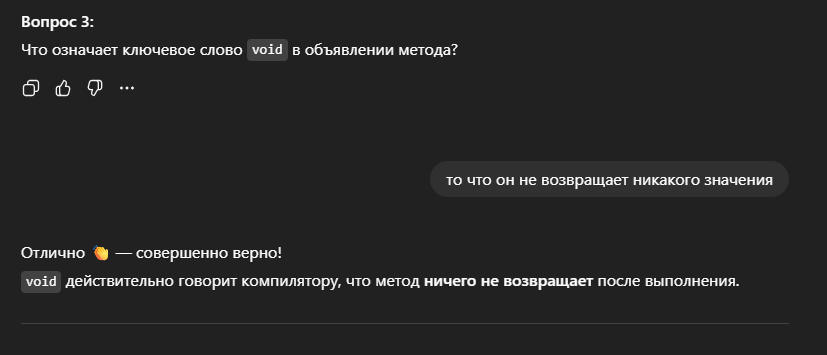 Вопрос 3:
Что означает ключевое слово void в объявлении метода?
то что он не возвращает никакого значения
Отлично 👏 — совершенно верно!
void действительно говорит компилятору, что метод ничего не возвращает после выполнения.